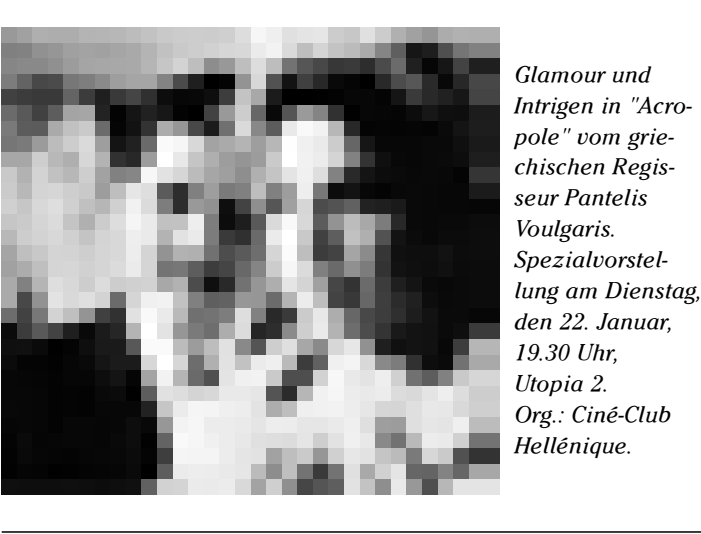 Glamour und
Intrigen in "Acro-
pole" vom grie-
chischen Regis-
seur Pantelis
Voulgaris.
Spezialvorstel-
lung am Dienstag,
den 22. Januar,
19.30 Uhr,
Utopia 2.
Org.: Ciné-Club
Hellénique.